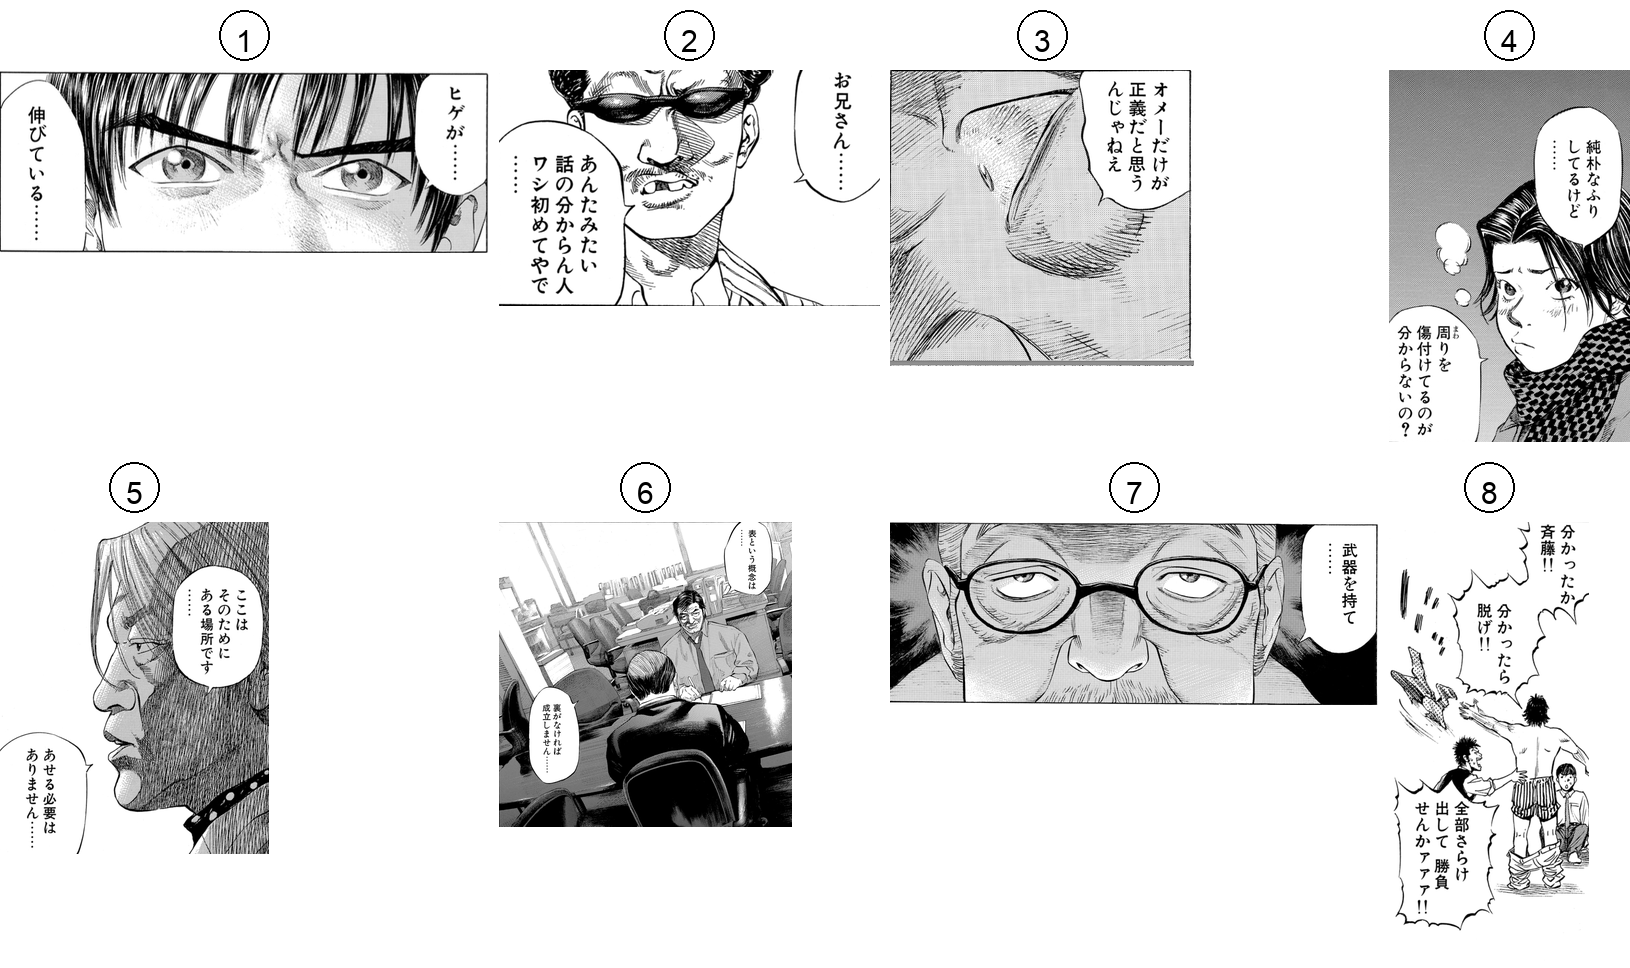 1
ヒゲが……
伸びている……
2
お兄さん……
あんたみたい
話の分からん人
ワシ初めてやで
……
3
オメーだけが
正義だと思う
んじゃねえ
4
純朴なふり
してるけど
……
周りを
まわ
傷付けてるのが
分からないの?
5
ここは
そのために
ある場所です
……
あせる必要は
ありません……
6
表という概念は
……
裏がなければ
成立しません……
7
武器を持て
……
8
分かったか
斉藤!!
分かったら
脱げ!!
全部さらけ
出して 勝負
せんかァァァ!!